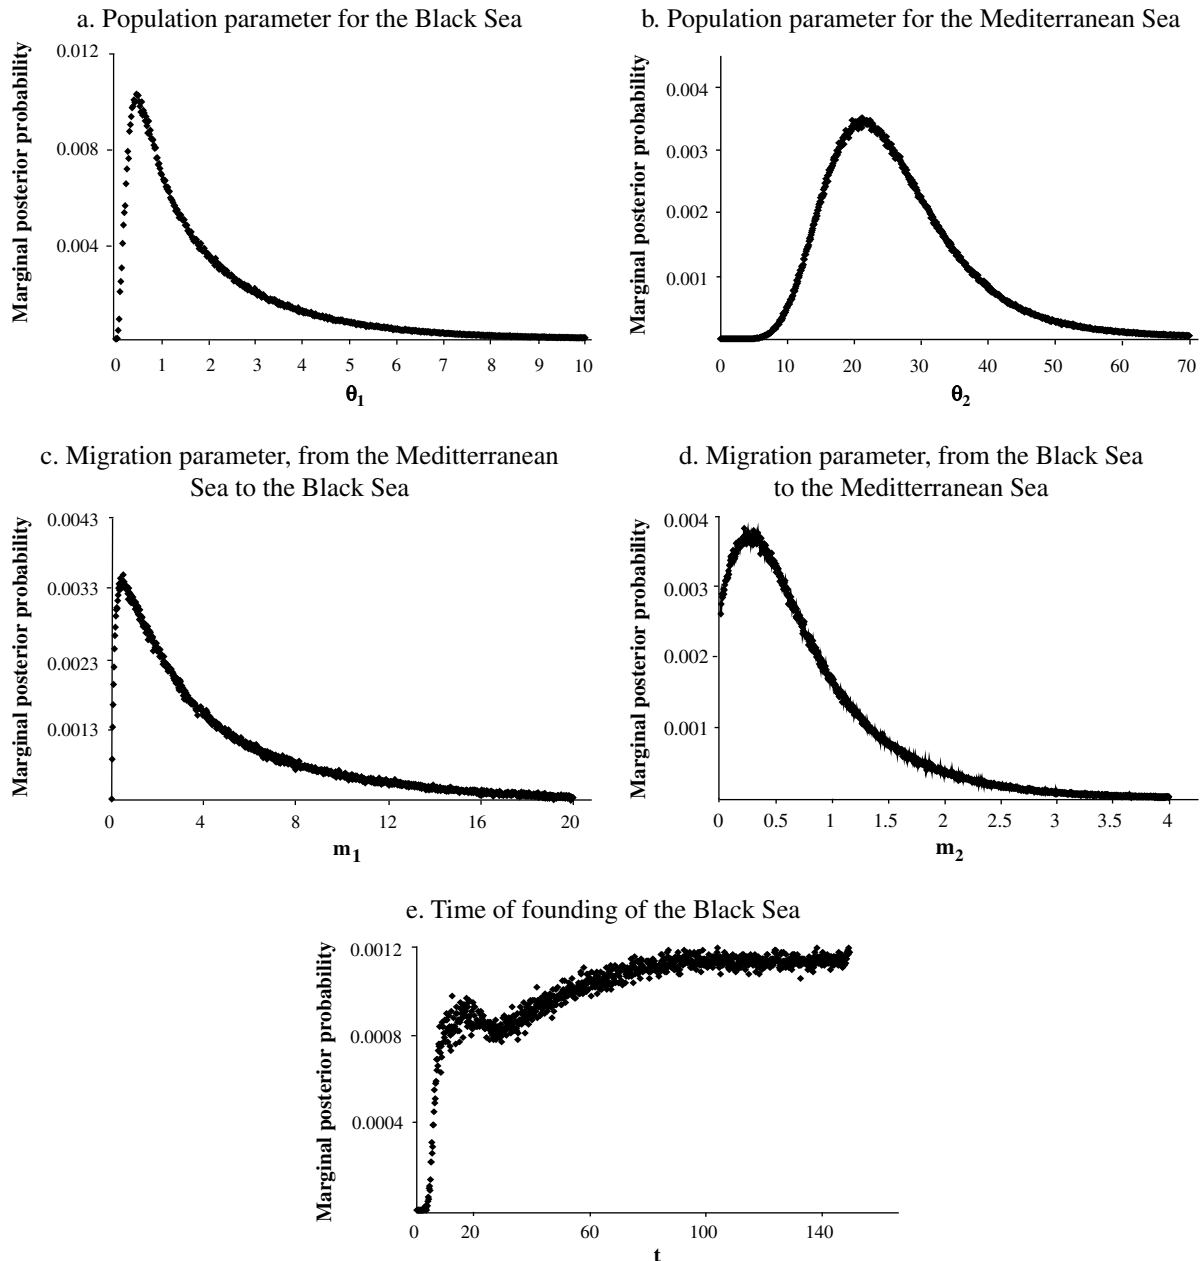 a. Population parameter for the Black Sea
Marginal posterior probability
0.012
0.008
0.004
0 1 2 3 4 5 6 7 8 9 10
θ1
b. Population parameter for the Mediterranean Sea
Marginal posterior probability
0.004
0.003
0.002
0.001
0 10 20 30 40 50 60 70
θ2
c. Migration parameter, from the Mediterranean
Sea to the Black Sea
Marginal posterior probability
0.0043
0.0033
0.0023
0.0013
0 4 8 12 16 20
m1
d. Migration parameter, from the Black Sea
to the Meditterranean Sea
Marginal posterior probability
0.004
0.003
0.002
0.001
0 0.5 1 1.5 2 2.5 3 3.5 4
m2
e. Time of founding of the Black Sea
Marginal posterior probability
0.0012
0.0008
0.0004
0 20 60 100 140
t